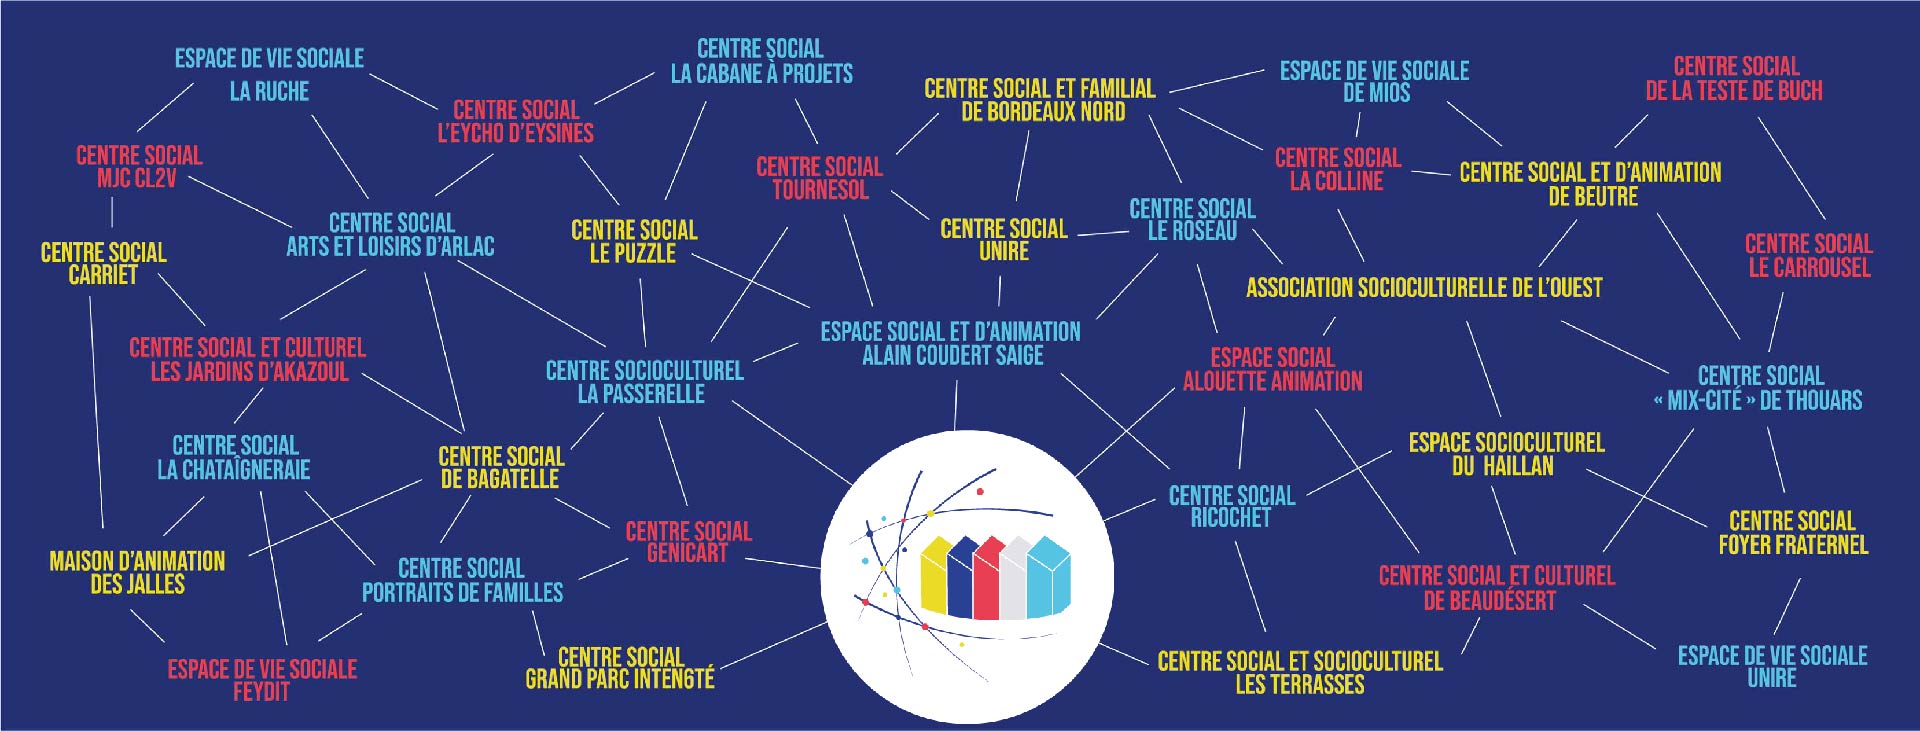 ESPACE DE VIE SOCIALE
LA RUCHE
CENTRE SOCIAL
LA CABANE À PROJETS
CENTRE SOCIAL
L'EYCHO D'EYSINES
CENTRE SOCIAL ET FAMILIAL
DE BORDEAUX NORD
ESPACE DE VIE SOCIALE
DE MIOS
CENTRE SOCIAL
DE LA TESTE DE BUCH
CENTRE SOCIAL
MJC CL2V
CENTRE SOCIAL
TOURNESOL
CENTRE SOCIAL
LA COLLINE
CENTRE SOCIAL ET D'ANIMATION
DE BEUTRE
CENTRE SOCIAL
ARTS ET LOISIRS D'ARLAC
CENTRE SOCIAL
LE PUZZLE
CENTRE SOCIAL
UNIRE
CENTRE SOCIAL
LE ROSEAU
CENTRE SOCIAL
CARRIET
CENTRE SOCIAL
LE CARROUSEL
ASSOCIATION SOCIOCULTURELLE DE L'OUEST
CENTRE SOCIAL ET CULTUREL
LES JARDINS D'AKAZOUL
CENTRE SOCIOCULTUREL
LA PASSERELLE
ESPACE SOCIAL ET D'ANIMATION
ALAIN COUDERT SAIGE
ESPACE SOCIAL
ALOUETTE ANIMATION
CENTRE SOCIAL
« MIX-CITÉ » DE THOUARS
CENTRE SOCIAL
LA CHATAÎGNERAIE
CENTRE SOCIAL
DE BAGATELLE
ESPACE SOCIOCULTUREL
DU HAILLAN
CENTRE SOCIAL
RICOCHET
CENTRE SOCIAL
GENICART
CENTRE SOCIAL
FOYER FRATERNEL
MAISON D'ANIMATION
DES JALLES
CENTRE SOCIAL
PORTRAITS DE FAMILLES
CENTRE SOCIAL ET CULTUREL
DE BEAUDÉSERT
ESPACE DE VIE SOCIALE
FEYDIT
CENTRE SOCIAL
GRAND PARC INTEN6TÉ
CENTRE SOCIAL ET SOCIOCULTUREL
LES TERRASSES
ESPACE DE VIE SOCIALE
UNIRE